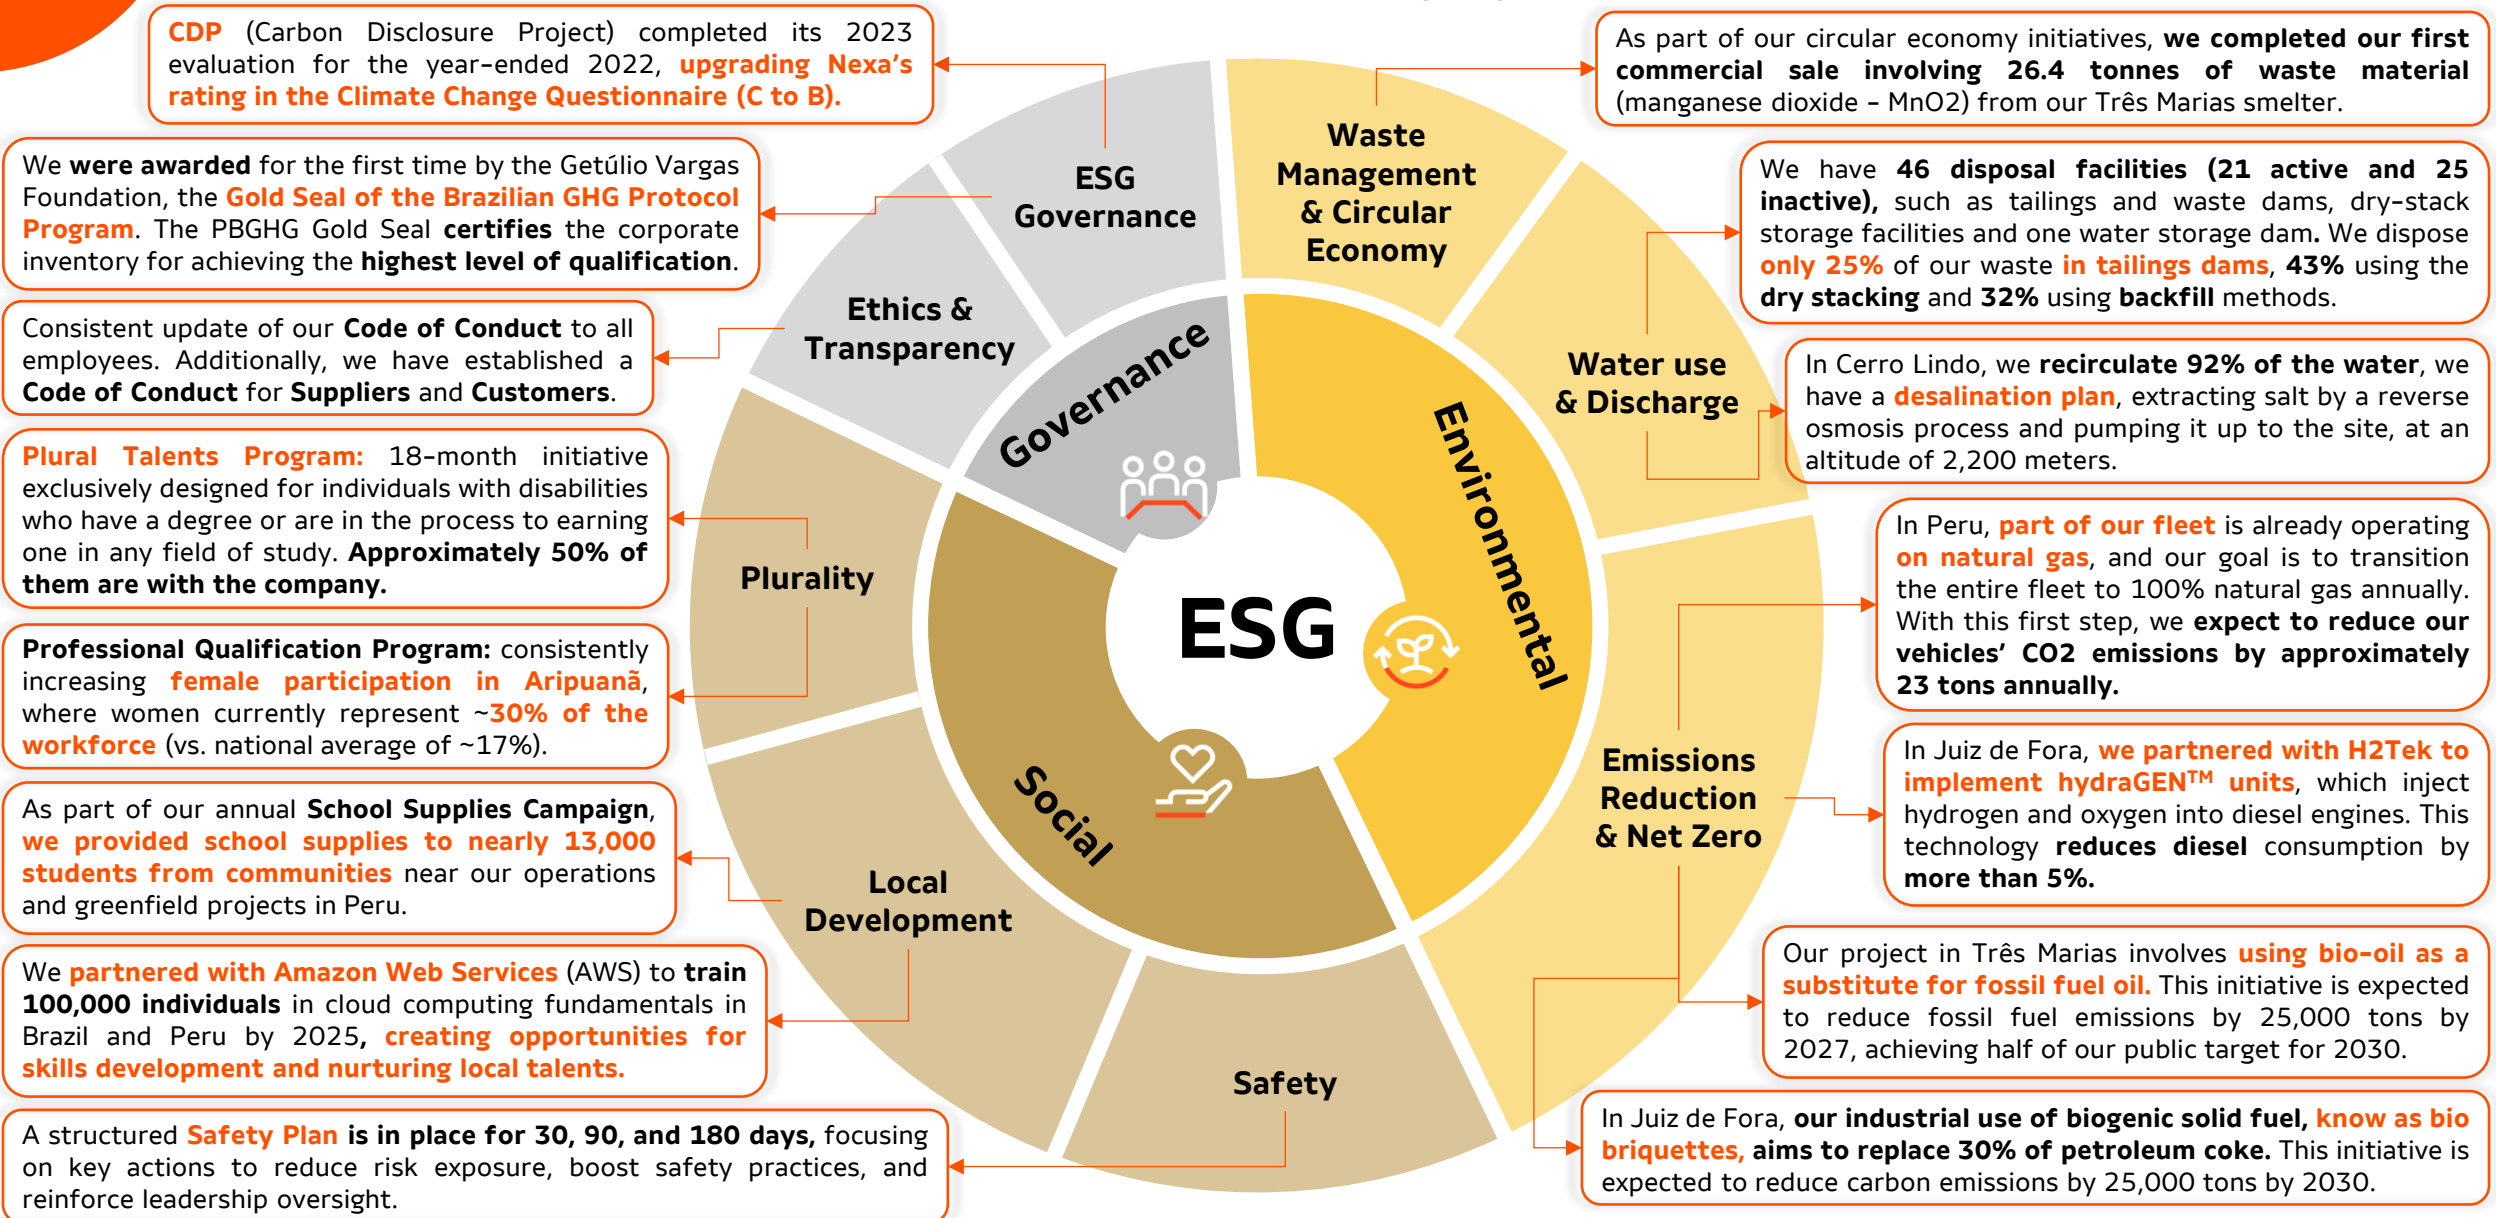 CDP (Carbon Disclosure Project) completed its 2023
evaluation for the year-ended 2022, upgrading Nexa's
rating in the Climate Change Questionnaire (C to B).
We were awarded for the first time by the Getúlio Vargas
Foundation, the Gold Seal of the Brazilian GHG Protocol
Program. The PBGHG Gold Seal certifies the corporate
inventory for achieving the highest level of qualification.
Consistent update of our Code of Conduct to all
employees. Additionally, we have established a
Code of Conduct for Suppliers and Customers.
Plural Talents Program: 18-month initiative
exclusively designed for individuals with disabilities
who have a degree or are in the process to earning
one in any field of study. Approximately 50% of
them are with the company.
Professional Qualification Program: consistently
increasing female participation in Aripuanã,
where women currently represent ~30% of the
workforce (vs. national average of ~17%).
As part of our annual School Supplies Campaign,
we provided school supplies to nearly 13,000
students from communities near our operations
and greenfield projects in Peru.
We partnered with Amazon Web Services (AWS) to train
100,000 individuals in cloud computing fundamentals in
Brazil and Peru by 2025, creating opportunities for
skills development and nurturing local talents.
A structured Safety Plan is in place for 30, 90, and 180 days, focusing
on key actions to reduce risk exposure, boost safety practices, and
reinforce leadership oversight.
ESG
Governance
Ethics &
Transparency
Plurality
Local
Development
Safety
Waste
Management
& Circular
Economy
Water use
& Discharge
Emissions
Reduction
& Net Zero
Governance
Environmental
Social
ESG
As part of our circular economy initiatives, we completed our first
commercial sale involving 26.4 tonnes of waste material
(manganese dioxide - MnO2) from our Três Marias smelter.
We have 46 disposal facilities (21 active and 25
inactive), such as tailings and waste dams, dry-stack
storage facilities and one water storage dam. We dispose
only 25% of our waste in tailings dams, 43% using the
dry stacking and 32% using backfill methods.
In Cerro Lindo, we recirculate 92% of the water, we
have a desalination plan, extracting salt by a reverse
osmosis process and pumping it up to the site, at an
altitude of 2,200 meters.
In Peru, part of our fleet is already operating
on natural gas, and our goal is to transition
the entire fleet to 100% natural gas annually.
With this first step, we expect to reduce our
vehicles' CO2 emissions by approximately
23 tons annually.
In Juiz de Fora, we partnered with H2Tek to
implement hydraGEN™ units, which inject
hydrogen and oxygen into diesel engines. This
technology reduces diesel consumption by
more than 5%.
Our project in Três Marias involves using bio-oil as a
substitute for fossil fuel oil. This initiative is expected
to reduce fossil fuel emissions by 25,000 tons by
2027, achieving half of our public target for 2030.
In Juiz de Fora, our industrial use of biogenic solid fuel, know as bio
briquettes, aims to replace 30% of petroleum coke. This initiative is
expected to reduce carbon emissions by 25,000 tons by 2030.